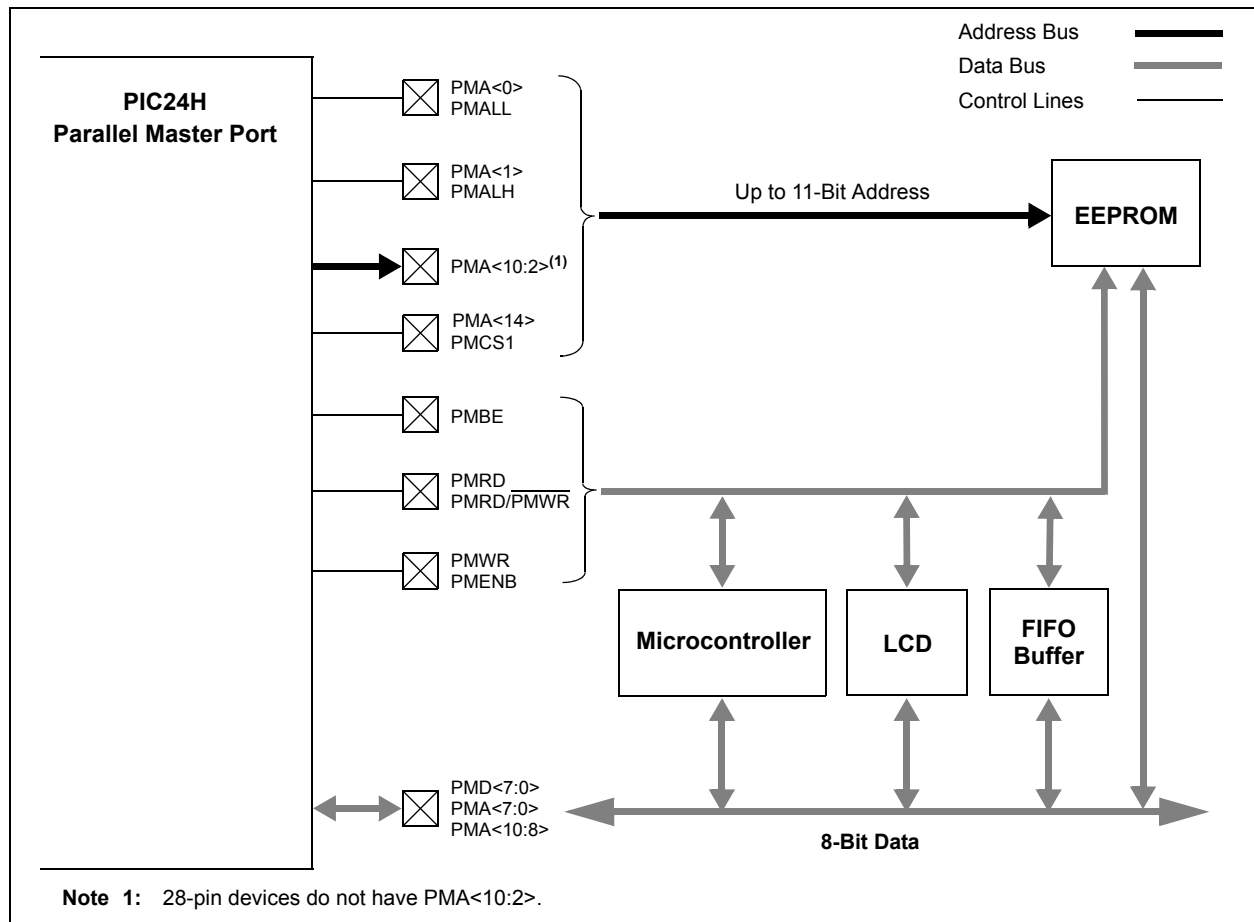 Address Bus
Data Bus
Control Lines
PIC24H
Parallel Master Port
PMA<0>
PMALL
PMA<1>
PMALH
PMA<10:2>(1)
PMA<14>
PMCS1
Up to 11-Bit Address
EEPROM
PMBE
PMRD
PMRD/PMWR
PMWR
PMENB
Microcontroller
LCD
FIFO
Buffer
PMD<7:0>
PMA<7:0>
PMA<10:8>
8-Bit Data
Note 1: 28-pin devices do not have PMA<10:2>.